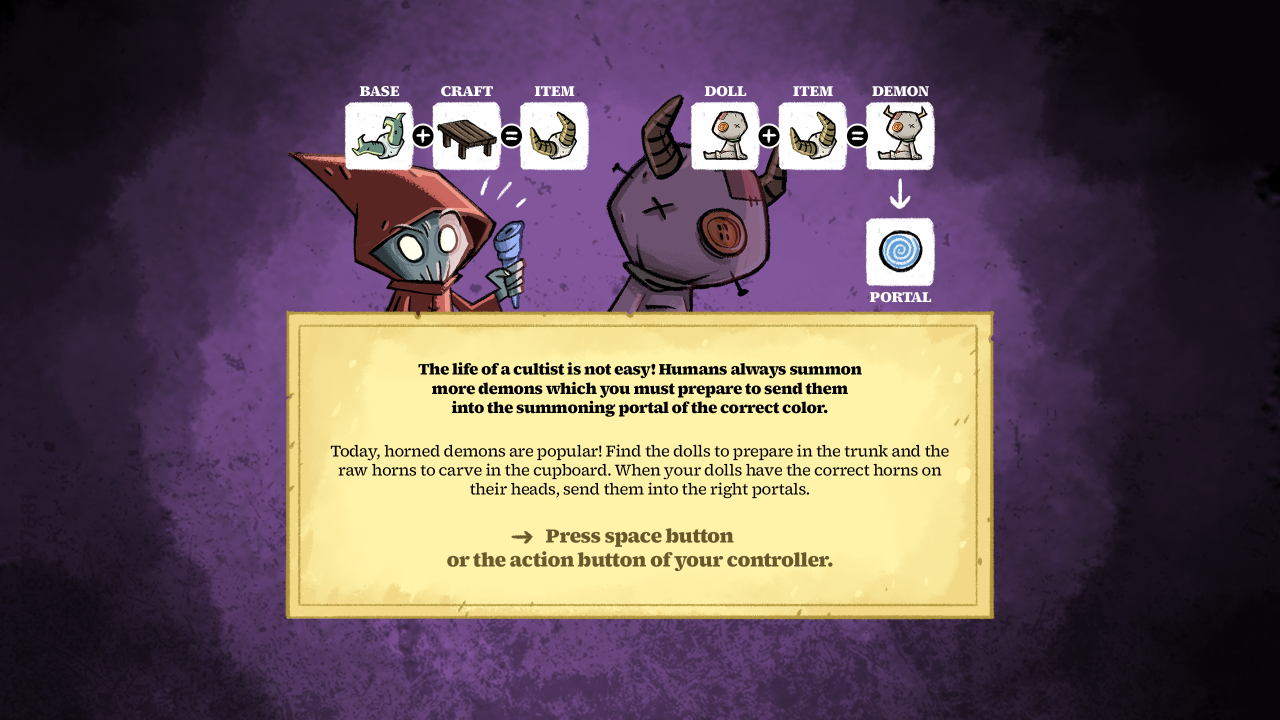 BASE CRAFT ITEM DOLL ITEM DEMON
PORTAL
The life of a cultist is not easy! Humans always summon
more demons which you must prepare to send them
into the summoning portal of the correct color.
Today, horned demons are popular! Find the dolls to prepare in the trunk and the
raw horns to carve in the cupboard. When your dolls have the correct horns on
their heads, send them into the right portals.
→ Press space button
or the action button of your controller.